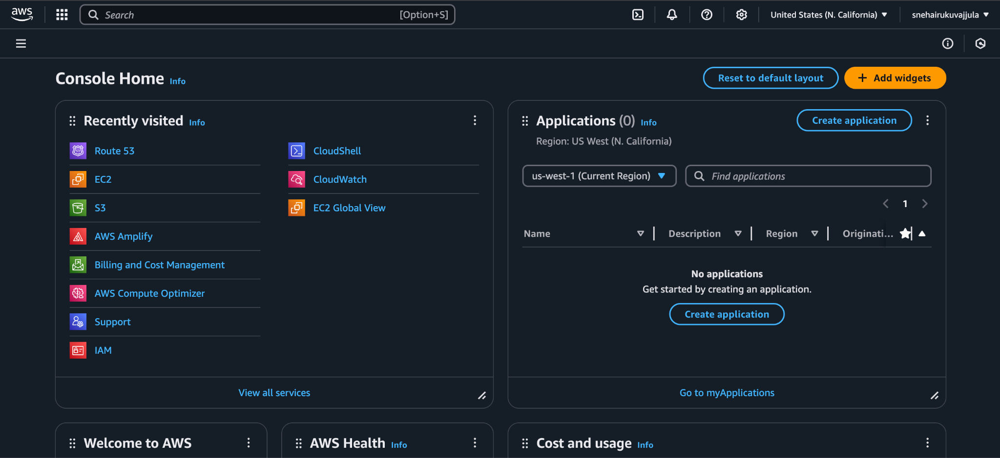 aws
Search [Option+S]
United States (N. California)
snehairukuvajjula
Console Home Info
Reset to default layout
+ Add widgets
Recently visited Info
Route 53
EC2
S3
AWS Amplify
Billing and Cost Management
AWS Compute Optimizer
Support
IAM
CloudShell
CloudWatch
EC2 Global View
View all services
Applications (0) Info
Create application
Region: US West (N. California)
us-west-1 (Current Region)
Find applications
1
Name Description Region Originati...
No applications
Get started by creating an application.
Create application
Go to myApplications
Welcome to AWS
AWS Health Info
Cost and usage Info